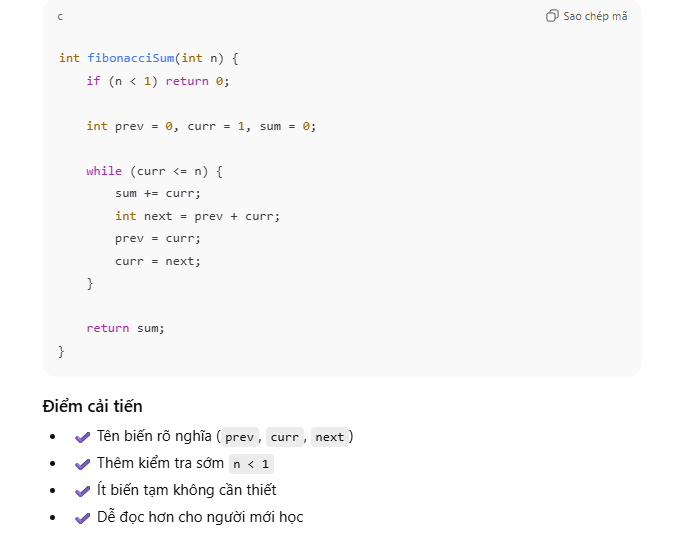 c
Sao chép mã
int fibonacciSum(int n) {
    if (n < 1) return 0;
    int prev = 0, curr = 1, sum = 0;
    while (curr <= n) {
        sum += curr;
        int next = prev + curr;
        prev = curr;
        curr = next;
    }
    return sum;
}
Điểm cải tiến
• ✔ Tên biến rõ nghĩa (prev, curr, next)
• ✔ Thêm kiểm tra sớm n < 1
• ✔ Ít biến tạm không cần thiết
• ✔ Dễ đọc hơn cho người mới học